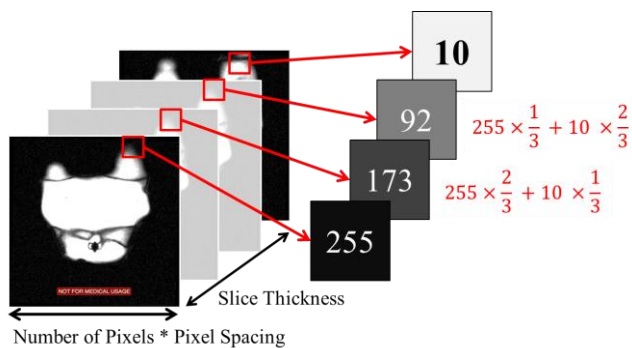 10
92
255 × 1/3 + 10 × 2/3
173
255 × 2/3 + 10 × 1/3
255
NOT FOR MEDICAL USAGE
Slice Thickness
Number of Pixels * Pixel Spacing